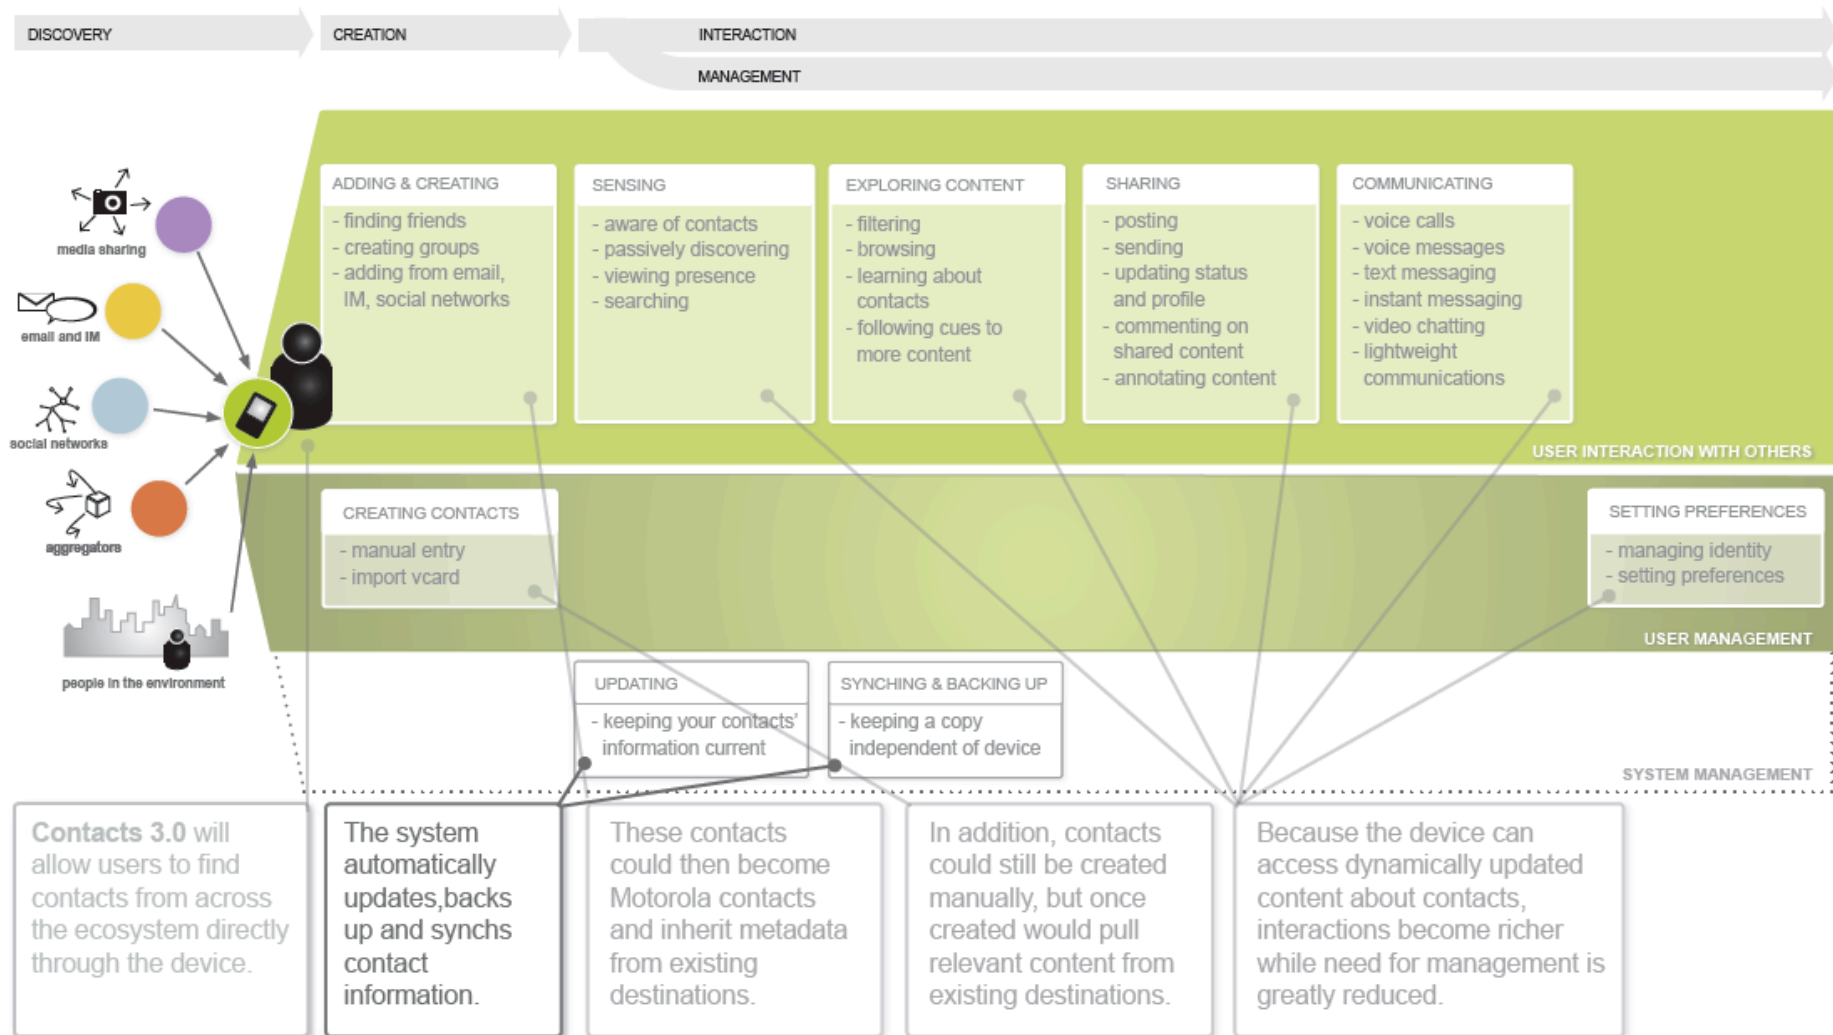 DISCOVERY
CREATION
INTERACTION
MANAGEMENT
media sharing
email and IM
social networks
aggregators
people in the environment
ADDING & CREATING
- finding friends
- creating groups
- adding from email,
IM, social networks
SENSING
- aware of contacts
- passively discovering
- viewing presence
- searching
EXPLORING CONTENT
- filtering
- browsing
- learning about
contacts
- following cues to
more content
SHARING
- posting
- sending
- updating status
and profile
- commenting on
shared content
- annotating content
COMMUNICATING
- voice calls
- voice messages
- text messaging
- instant messaging
- video chatting
- lightweight
communications
USER INTERACTION WITH OTHERS
CREATING CONTACTS
- manual entry
- import vcard
SETTING PREFERENCES
- managing identity
- setting preferences
USER MANAGEMENT
UPDATING
- keeping your contacts'
information current
SYNCHING & BACKING UP
- keeping a copy
independent of device
SYSTEM MANAGEMENT
Contacts 3.0 will
allow users to find
contacts from across
the ecosystem directly
through the device.
The system
automatically
updates,backs
up and synchs
contact
information.
These contacts
could then become
Motorola contacts
and inherit metadata
from existing
destinations.
In addition, contacts
could still be created
manually, but once
created would pull
relevant content from
existing destinations.
Because the device can
access dynamically updated
content about contacts,
interactions become richer
while need for management is
greatly reduced.